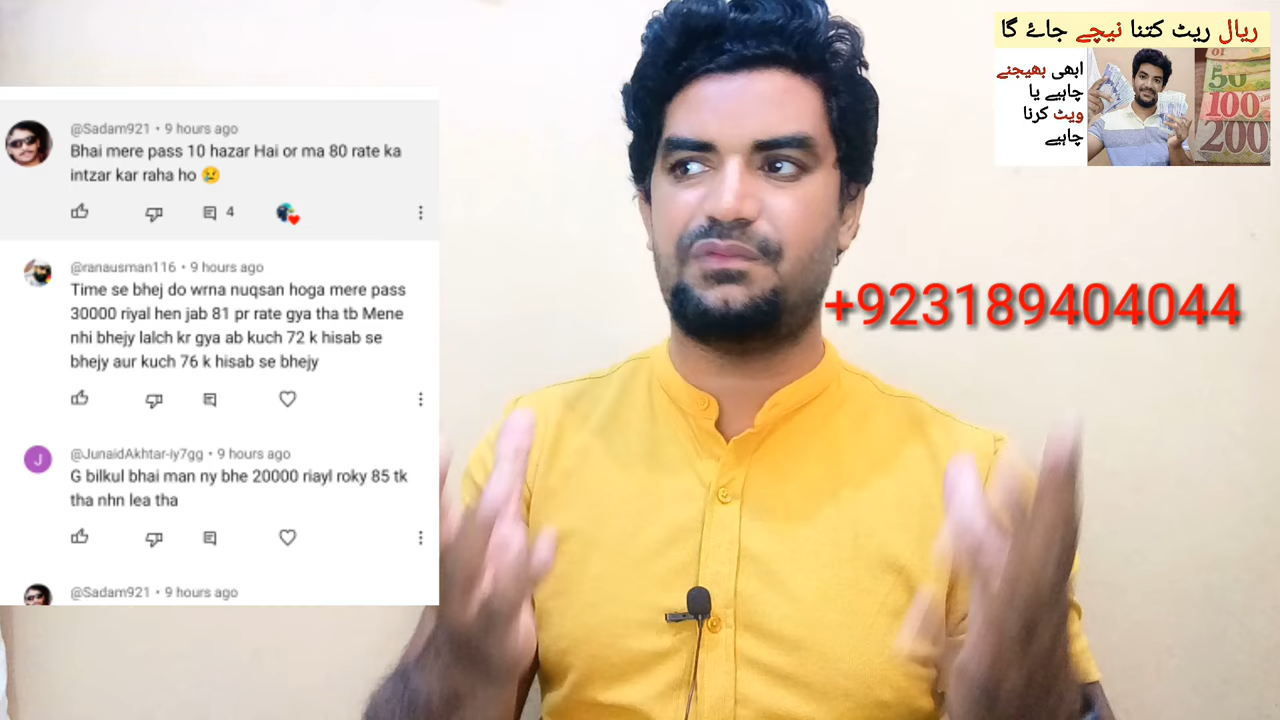 @Sadam921 • 9 hours ago
Bhai mere pass 10 hazar Hai or ma 80 rate ka
intzar kar raha ho 😢
4
@ranausman116 • 9 hours ago
Time se bhej do wrna nuqsan hoga mere pass
30000 riyal hen jab 81 pr rate gya tha tb Mene
nhi bhejy lalch kr gya ab kuch 72 k hisab se
bhejy aur kuch 76 k hisab se bhejy
J
@JunaidAkhtar-iy7gg • 9 hours ago
G bilkul bhai man ny bhe 20000 riayl roky 85 tk
tha nhn lea tha
@Sadam921 • 9 hours ago
ریال ریٹ کتنا نیچے جائے گا
ابھی بھیجنے
چاہیے یا
ویٹ کرنا
چاہیے
50
100
200
+923189404044